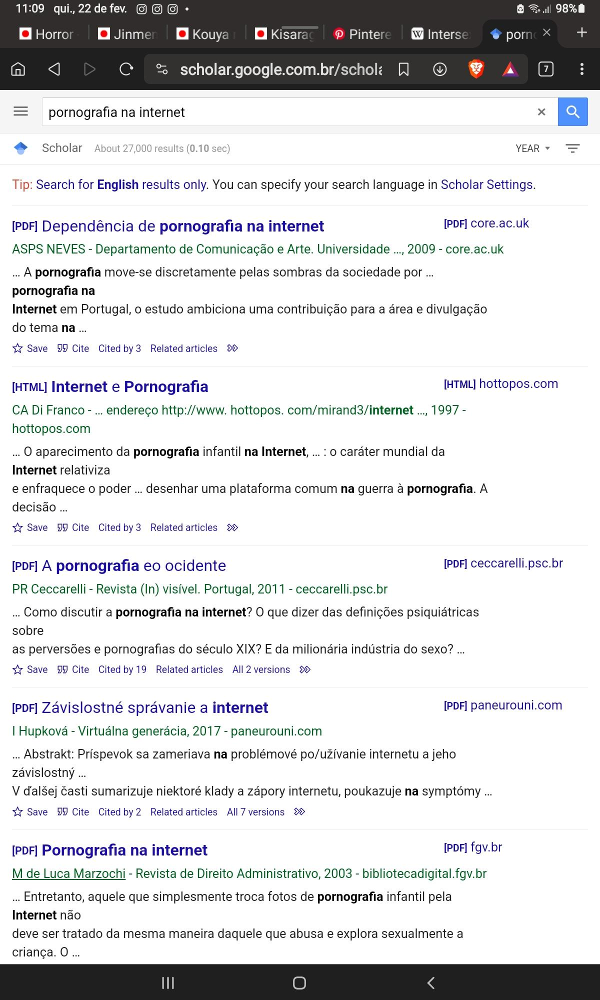 11:09 qui., 22 de fev. 98%
Horror Jinmen Kouya Kisarag Pintere Interse porno
scholar.google.com.br/schola 7
pornografia na internet
Scholar About 27,000 results (0.10 sec) YEAR
Tip: Search for English results only. You can specify your search language in Scholar Settings.
[PDF] Dependência de pornografia na internet [PDF] core.ac.uk
ASPS NEVES - Departamento de Comunicação e Arte. Universidade …, 2009 - core.ac.uk
… A pornografia move-se discretamente pelas sombras da sociedade por …
pornografia na
Internet em Portugal, o estudo ambiciona uma contribuição para a área e divulgação
do tema na …
Save Cite Cited by 3 Related articles
[HTML] Internet e Pornografia [HTML] hottopos.com
CA Di Franco - … endereço http://www. hottopos. com/mirand3/internet …, 1997 -
hottopos.com
… O aparecimento da pornografia infantil na Internet, … : o caráter mundial da
Internet relativiza
e enfraquece o poder … desenhar uma plataforma comum na guerra à pornografia. A
decisão …
Save Cite Cited by 3 Related articles
[PDF] A pornografia eo ocidente [PDF] ceccarelli.psc.br
PR Ceccarelli - Revista (In) visível. Portugal, 2011 - ceccarelli.psc.br
… Como discutir a pornografia na internet? O que dizer das definições psiquiátricas
sobre
as perversões e pornografias do século XIX? E da milionária indústria do sexo? …
Save Cite Cited by 19 Related articles All 2 versions
[PDF] Závislostné správanie a internet [PDF] paneurouni.com
I Hupková - Virtuálna generácia, 2017 - paneurouni.com
… Abstrakt: Príspevok sa zameriava na problémové po/užívanie internetu a jeho
závislostný …
V ďalšej časti sumarizuje niektoré klady a zápory internetu, poukazuje na symptómy …
Save Cite Cited by 2 Related articles All 7 versions
[PDF] Pornografia na internet [PDF] fgv.br
M de Luca Marzochi - Revista de Direito Administrativo, 2003 - bibliotecadigital.fgv.br
… Entretanto, aquele que simplesmente troca fotos de pornografia infantil pela
Internet não
deve ser tratado da mesma maneira daquele que abusa e explora sexualmente a
criança. O …